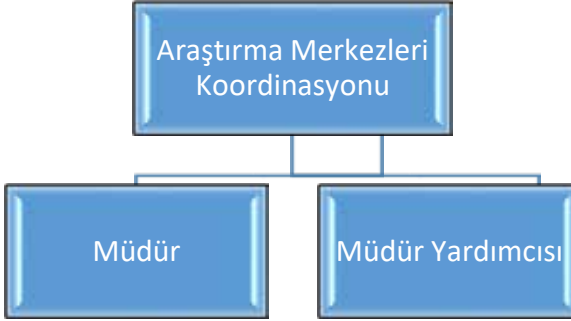 Araştırma Merkezleri
Koordinasyonu
Müdür
Müdür Yardımcısı